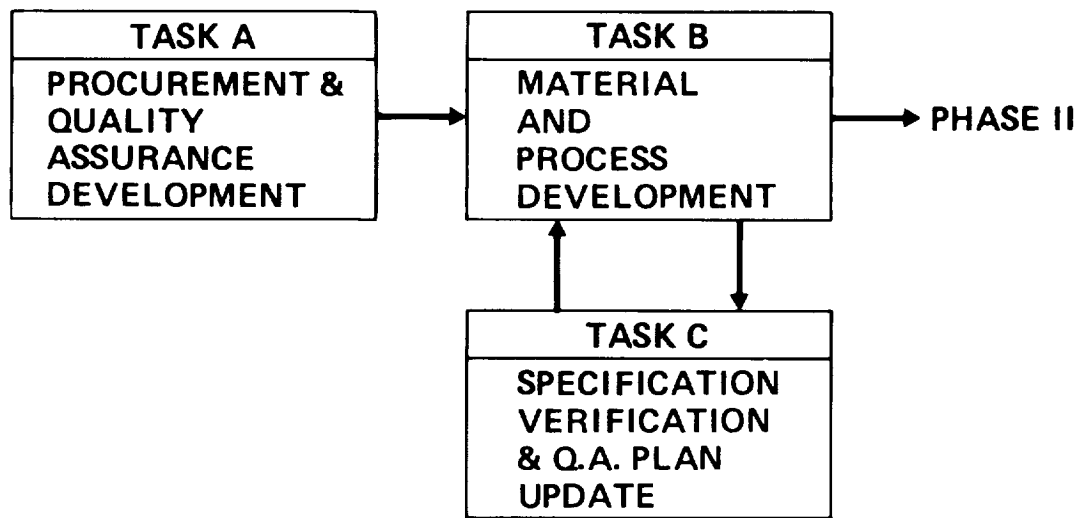 TASK A
PROCUREMENT &
QUALITY
ASSURANCE
DEVELOPMENT
TASK B
MATERIAL
AND
PROCESS
DEVELOPMENT
PHASE II
TASK C
SPECIFICATION
VERIFICATION
& Q.A. PLAN
UPDATE